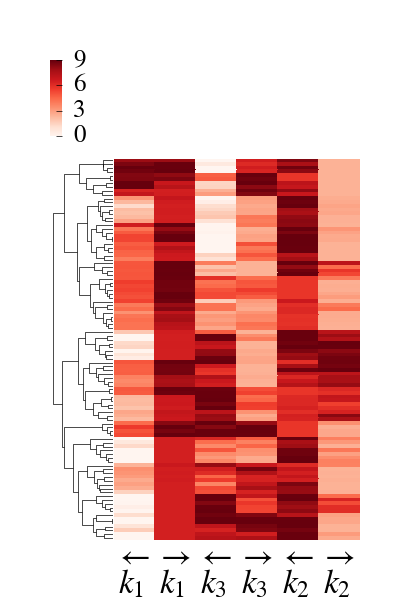 9
6
3
0
← → ← → ← →
k1 k1 k3 k3 k2 k2